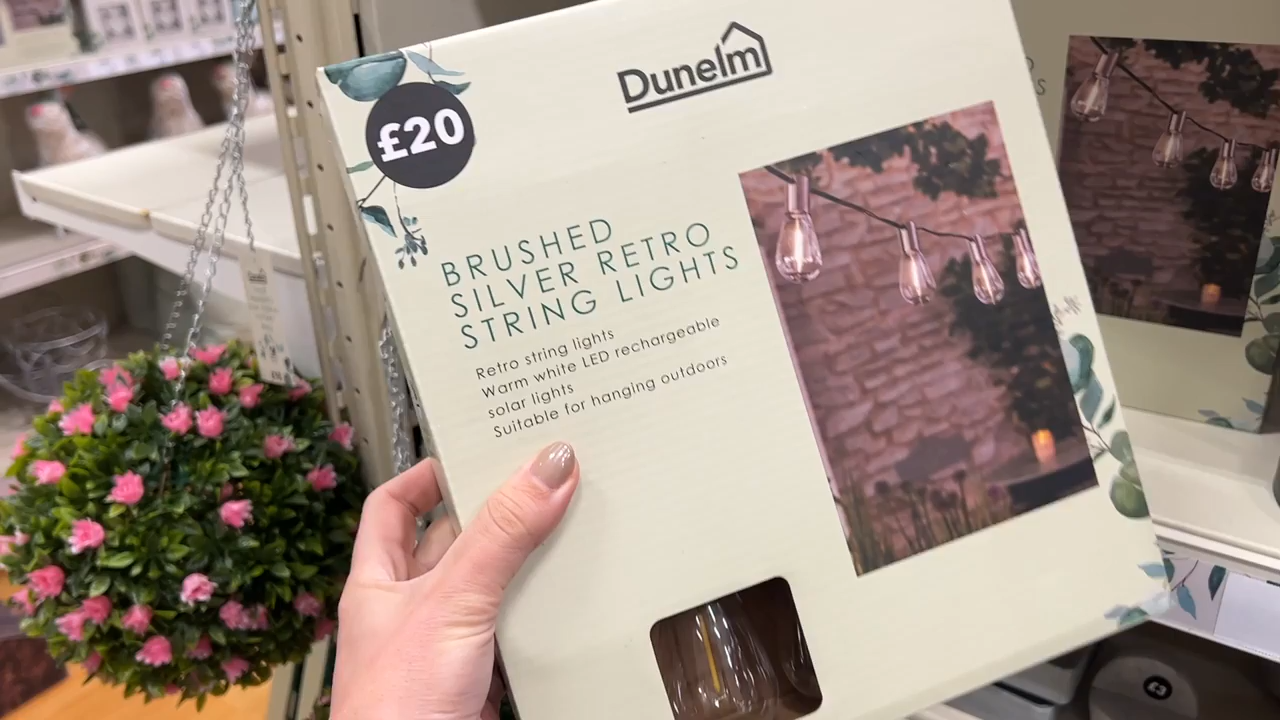 Dunelm
£20
BRUSHED
SILVER RETRO
STRING LIGHTS
Retro string lights
Warm white LED rechargeable
solar lights
Suitable for hanging outdoors
£3